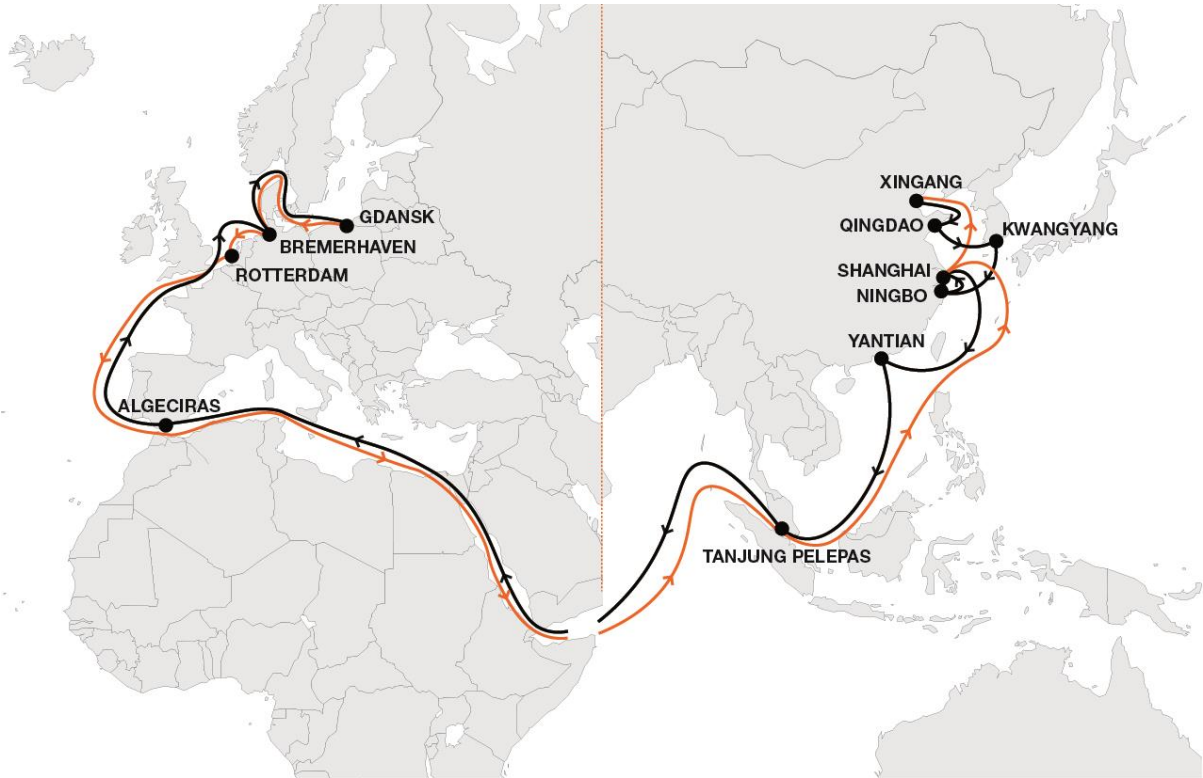 XINGANG
GDANSK
QINGDAO
KWANGYANG
BREMERHAVEN
ROTTERDAM
SHANGHAI
NINGBO
YANTIAN
ALGECIRAS
TANJUNG PELEPAS